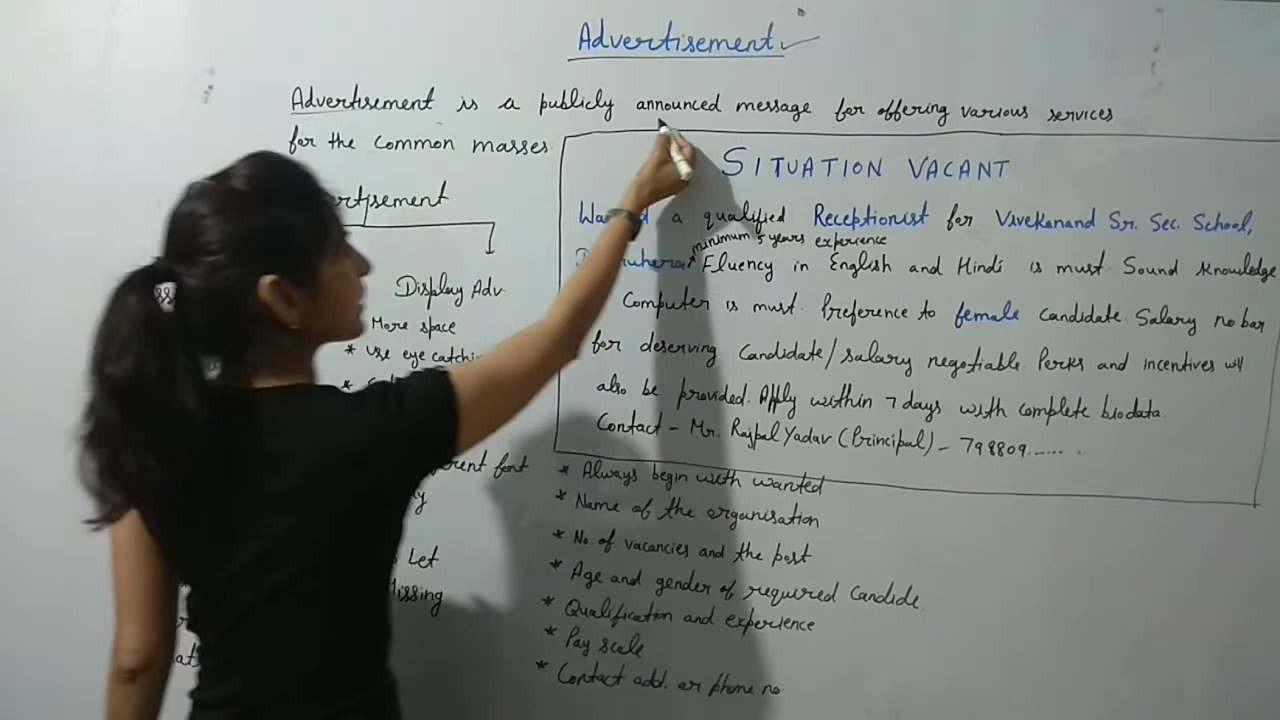 Advertisement
Advertisement is a publicly announced message for offering various services
for the common masses
Display Adv.
More space
* Use eye catchin
font
Let
issing
SITUATION VACANT
a qualified Receptionist for Vivekanand Sr. Sec. School,
minimum 5 years experience
Fluency in English and Hindi is must. Sound Knowledge
Computer is must. Preference to female candidate. Salary no bar
for deserving Candidate/salary negotiable. Perks and incentives will
also be provided. Apply within 7 days with complete biodata.
Contact - Mr. Rajpal Yadav (Principal) - 798809......
* Always begin with wanted
* Name of the organisation
* No. of vacancies and the post
* Age and gender of required Candide.
* Qualification and experience
* Pay scale
* Contact add. or phone no